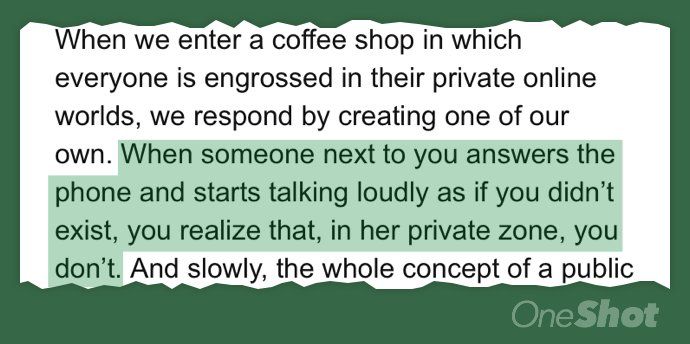 When we enter a coffee shop in which
everyone is engrossed in their private online
worlds, we respond by creating one of our
own. When someone next to you answers the
phone and starts talking loudly as if you didn’t
exist, you realize that, in her private zone, you
don’t. And slowly, the whole concept of a public
OneShot